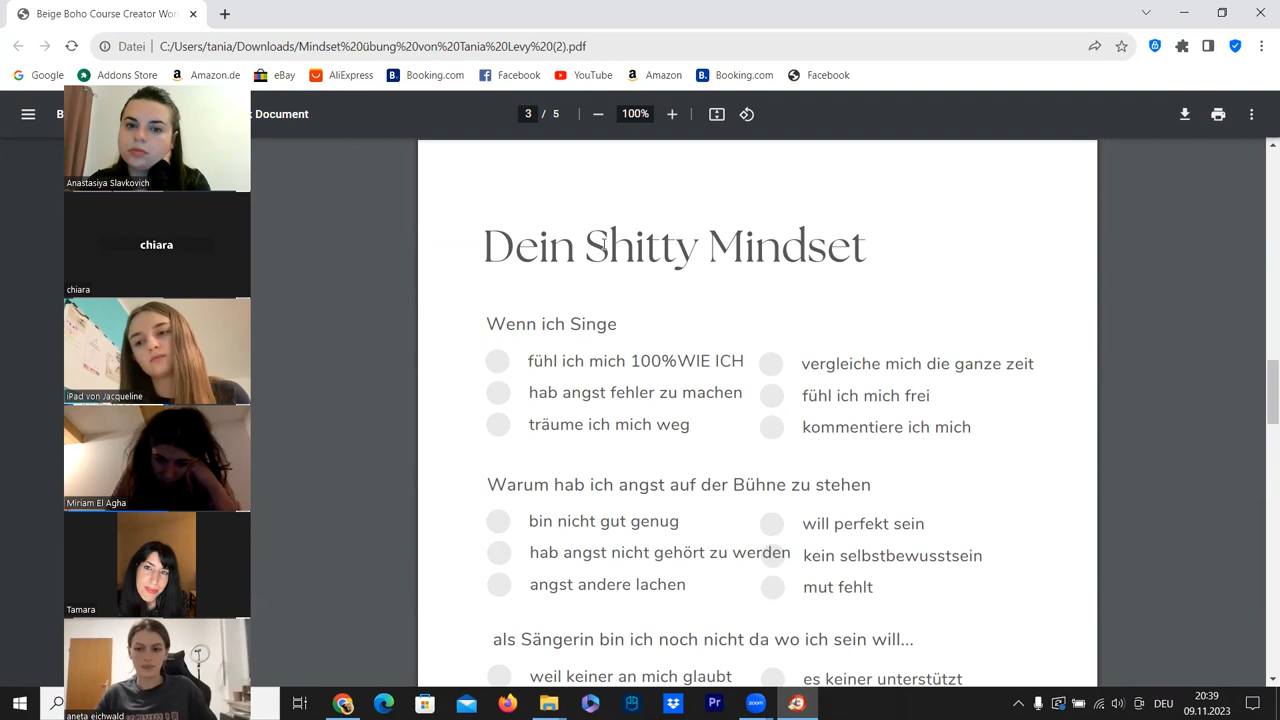 Beige Boho Course Creator Wor
Datei C:/Users/tania/Downloads/Mindset%20übung%20von%20Tania%20Levy%20(2).pdf
Google Addons Store Amazon.de eBay AliExpress Booking.com Facebook YouTube Amazon Booking.com Facebook
B k Document 3 / 5 100%
Anastasiya Slavkovich
chiara
chiara
iPad von Jacqueline
Miriam El Agha
Tamara
aneta eichwald
Dein Shitty Mindset
Wenn ich Singe
fühl ich mich 100%WIE ICH
vergleiche mich die ganze zeit
hab angst fehler zu machen
fühl ich mich frei
träume ich mich weg
kommentiere ich mich
Warum hab ich angst auf der Bühne zu stehen
bin nicht gut genug
will perfekt sein
hab angst nicht gehört zu werden
kein selbstbewusstsein
angst andere lachen
mut fehlt
als Sängerin bin ich noch nicht da wo ich sein will...
weil keiner an mich glaubt
es keiner unterstützt
zoom
Pr
DEU
20:39
09.11.2023